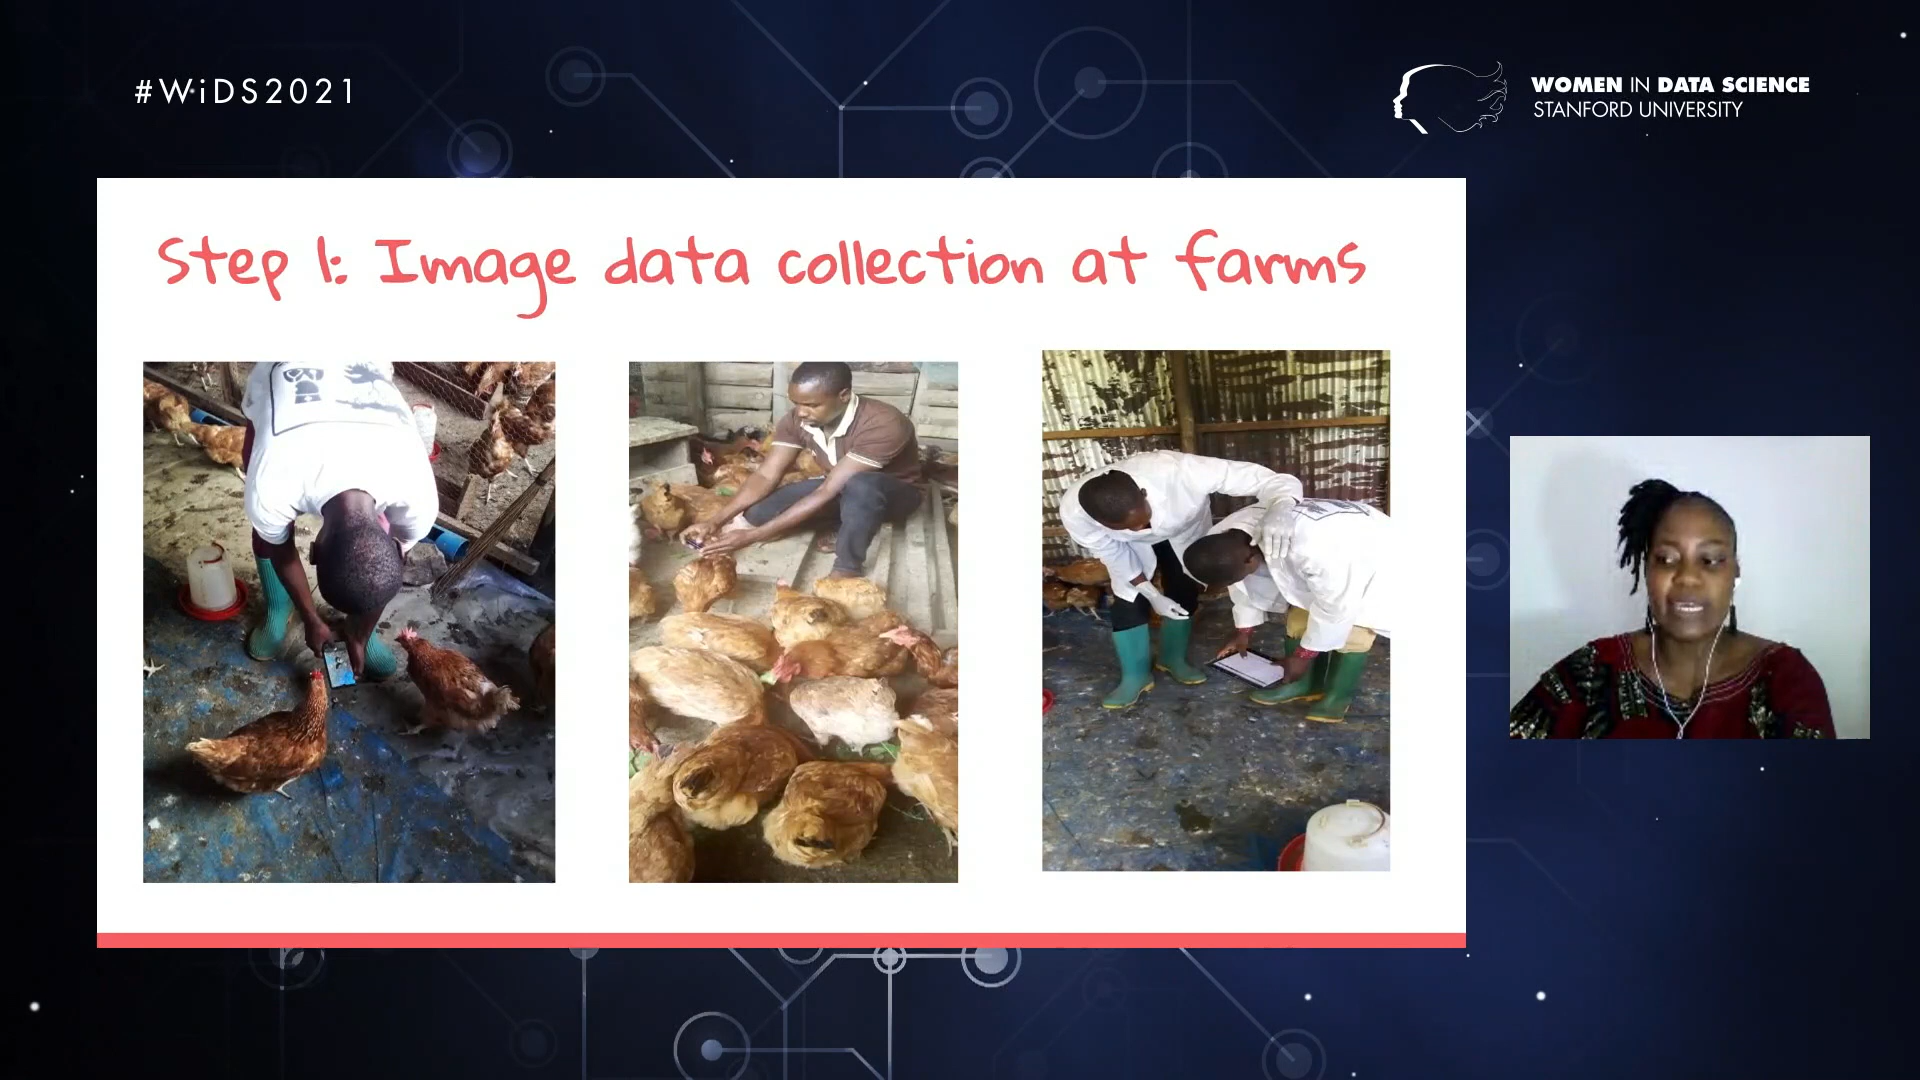 #WiDS2021
WOMEN IN DATA SCIENCE
STANFORD UNIVERSITY
Step 1: Image data collection at farms